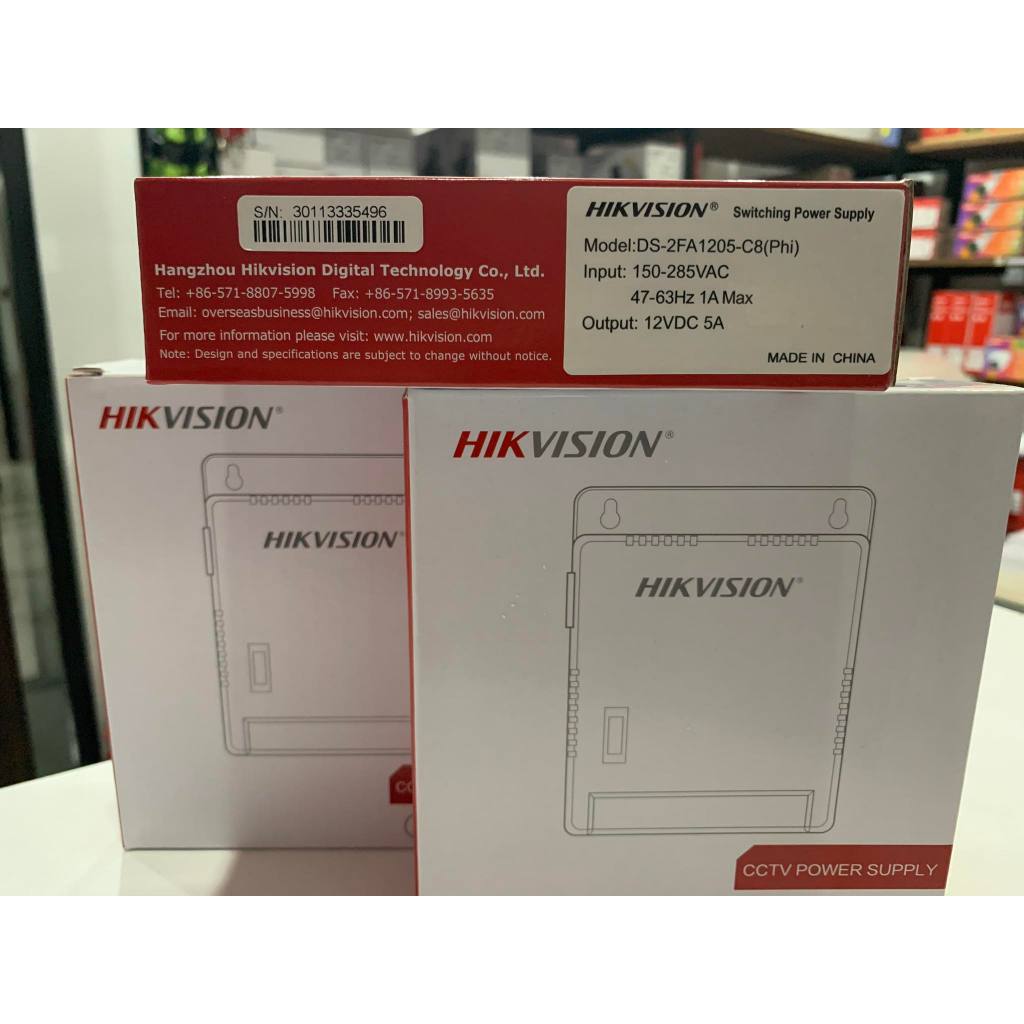 S/N: 30113335496
Hangzhou Hikvision Digital Technology Co., Ltd.
Tel: +86-571-8807-5998 Fax: +86-571-8993-5635
Email: overseasbusiness@hikvision.com; sales@hikvision.com
For more information please visit: www.hikvision.com
Note: Design and specifications are subject to change without notice.
HIKVISION® Switching Power Supply
Model:DS-2FA1205-C8(Phi)
Input: 150-285VAC
47-63Hz 1A Max
Output: 12VDC 5A
MADE IN CHINA
HIKVISION®
HIKVISION®
HIKVISION®
HIKVISION®
CCTV POWER SUPPLY